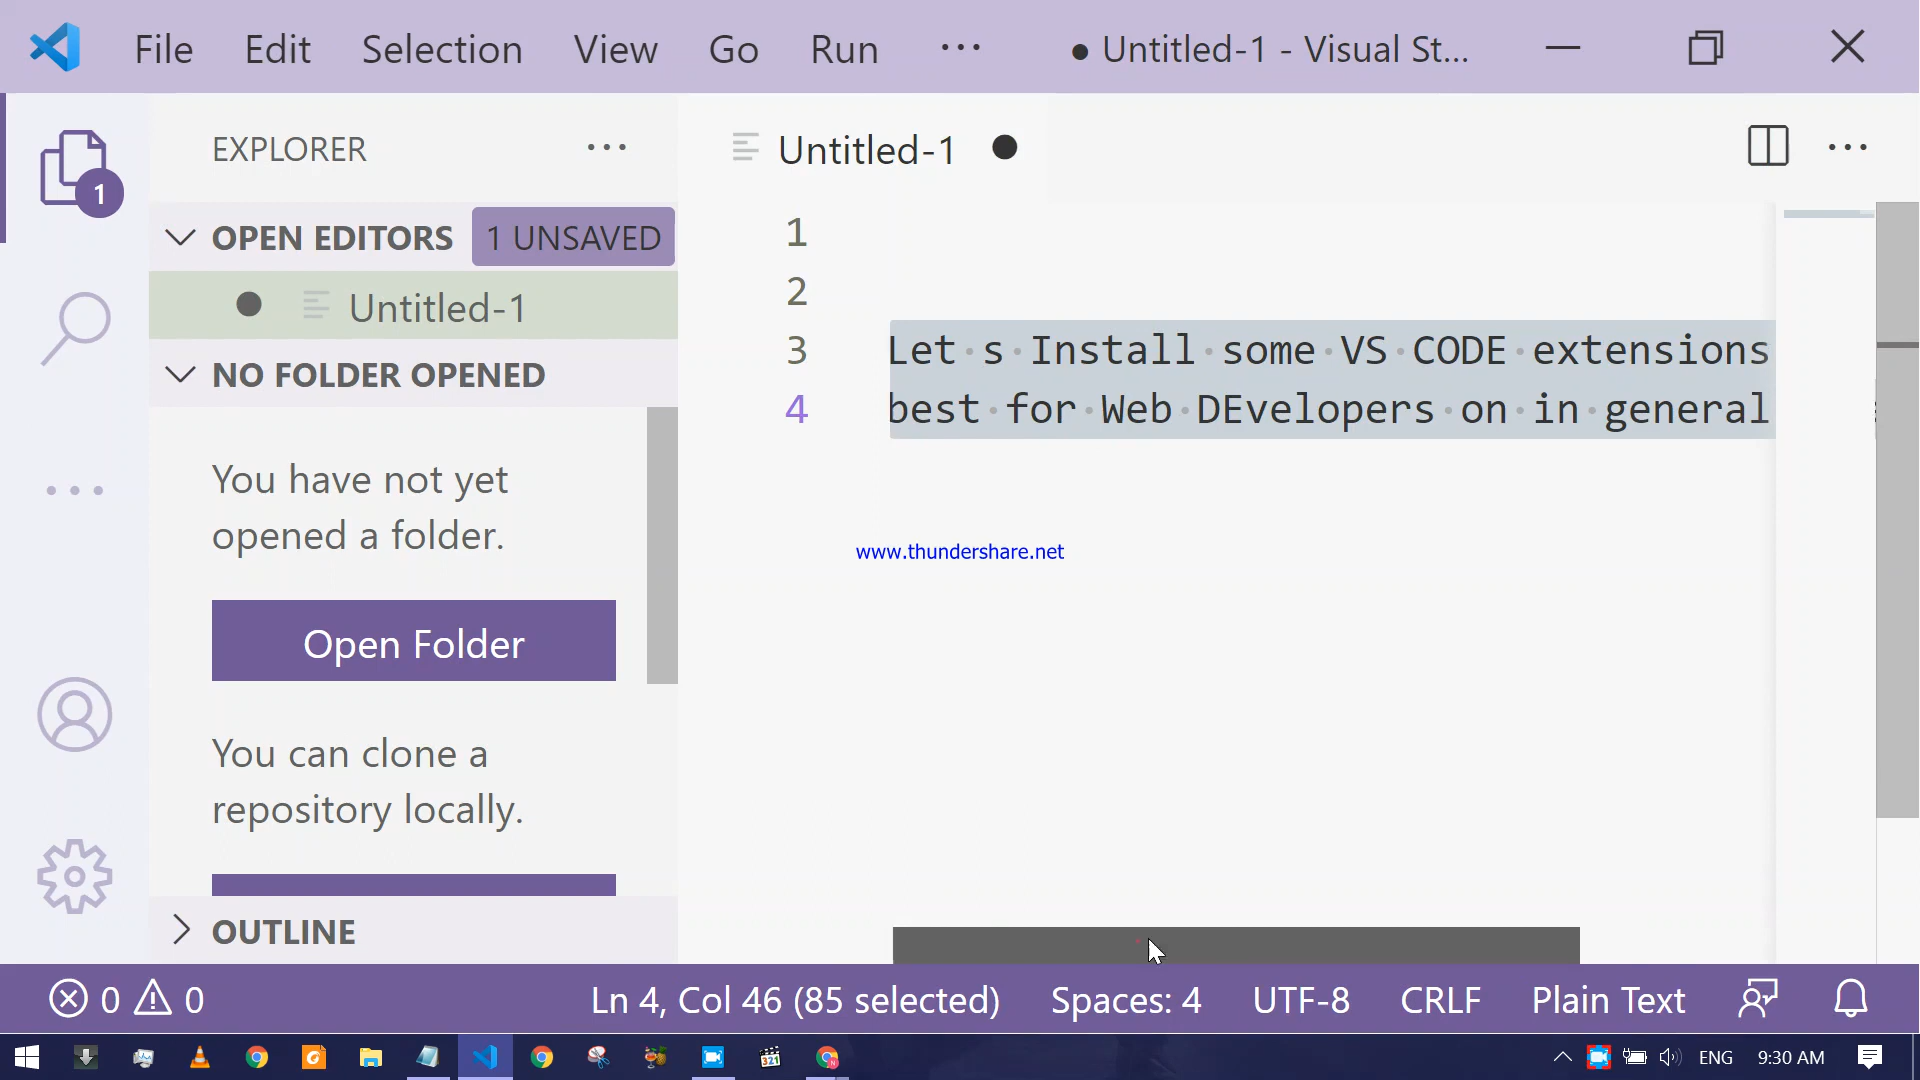 File Edit Selection View Go Run ··· ● Untitled-1 - Visual St...
EXPLORER ···
Untitled-1 ●
1
OPEN EDITORS 1 UNSAVED
● Untitled-1
NO FOLDER OPENED
You have not yet
opened a folder.
Open Folder
You can clone a
repository locally.
OUTLINE
1
2
3 Let s Install some VS CODE extensions
4 best for Web DEvelopers on in general
www.thundershare.net
0 0 Ln 4, Col 46 (85 selected) Spaces: 4 UTF-8 CRLF Plain Text
321
N
ENG 9:30 AM